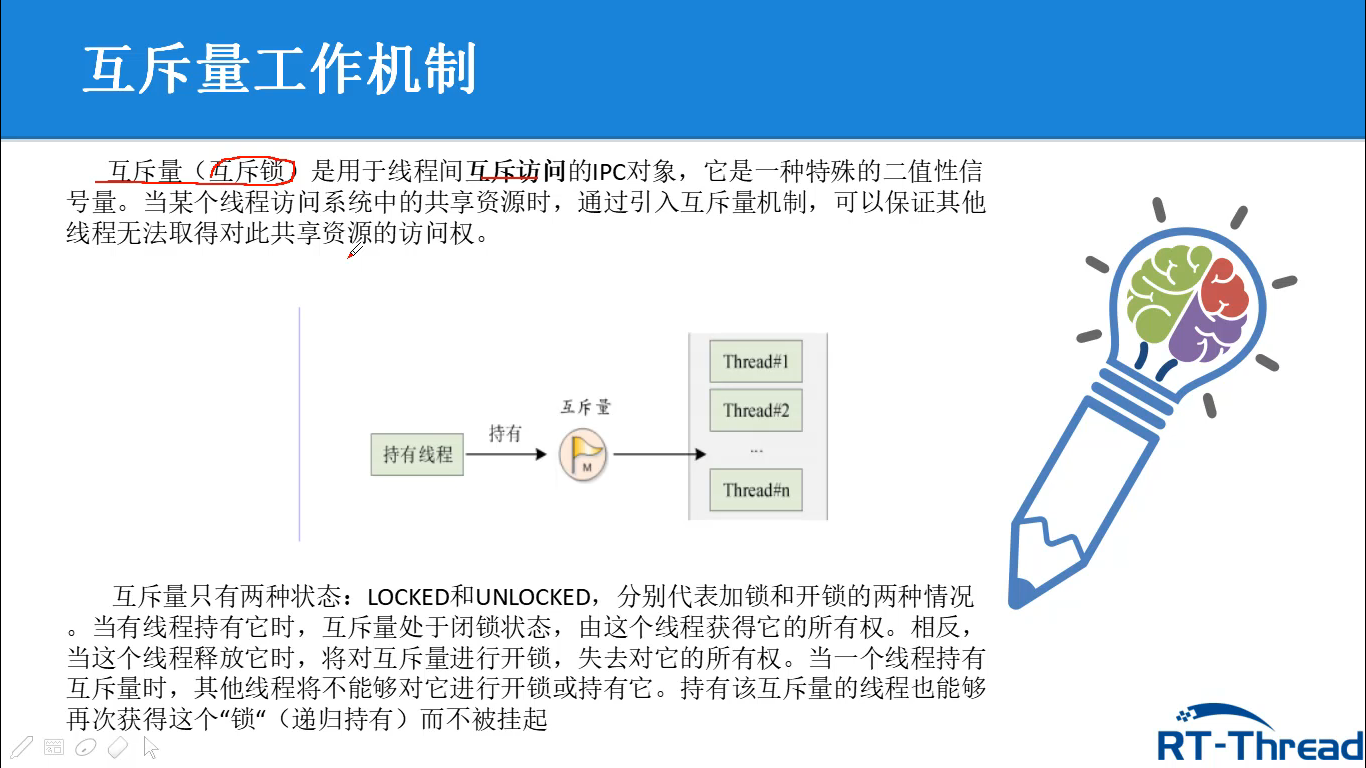 互斥量工作机制
互斥量（互斥锁）是用于线程间互斥访问的IPC对象，它是一种特殊的二值性信
号量。当某个线程访问系统中的共享资源时，通过引入互斥量机制，可以保证其他
线程无法取得对此共享资源的访问权。
Thread#1
Thread#2
互斥量
持有
持有线程
M
...
Thread#n
互斥量只有两种状态：LOCKED和UNLOCKED，分别代表加锁和开锁的两种情况
。当有线程持有它时，互斥量处于闭锁状态，由这个线程获得它的所有权。相反，
当这个线程释放它时，将对互斥量进行开锁，失去对它的所有权。当一个线程持有
互斥量时，其他线程将不能够对它进行开锁或持有它。持有该互斥量的线程也能够
再次获得这个“锁“（递归持有）而不被挂起
RT-Thread